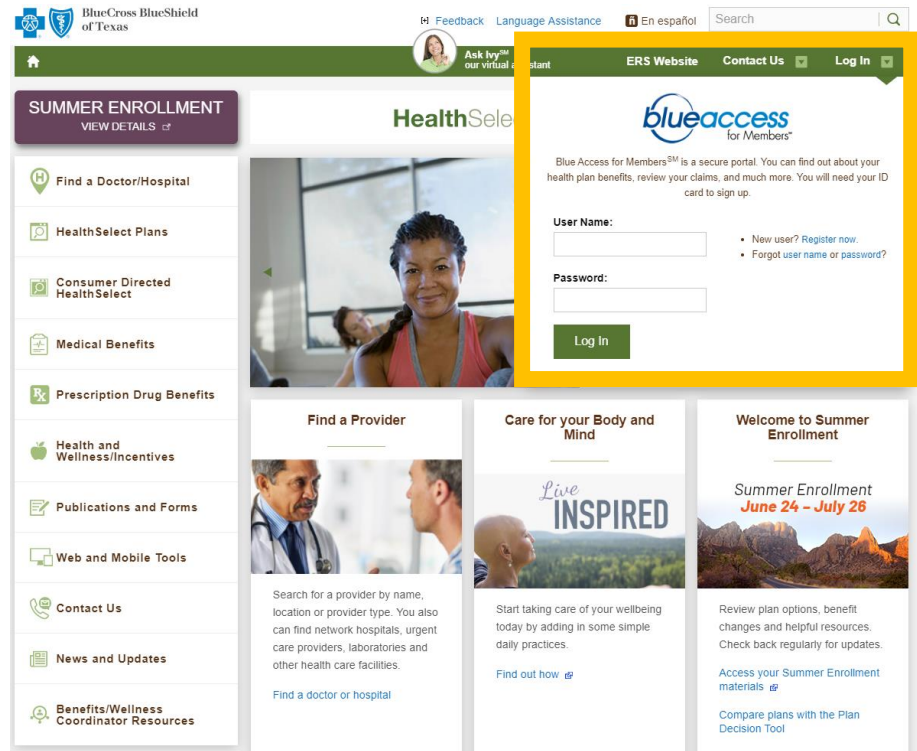 BlueCross BlueShield
of Texas
[+] Feedback Language Assistance En español Search
Ask Ivy℠
our virtual assistant
ERS Website Contact Us Log In
SUMMER ENROLLMENT
VIEW DETAILS
HealthSele
blueaccess
for Members℠
Blue Access for Members℠ is a secure portal. You can find out about your
health plan benefits, review your claims, and much more. You will need your ID
card to sign up.
User Name:
• New user? Register now.
• Forgot user name or password?
Password:
Log In
Find a Doctor/Hospital
HealthSelect Plans
Consumer Directed
HealthSelect
Medical Benefits
Prescription Drug Benefits
Health and
Wellness/Incentives
Publications and Forms
Web and Mobile Tools
Contact Us
News and Updates
Benefits/Wellness
Coordinator Resources
Find a Provider
Search for a provider by name,
location or provider type. You also
can find network hospitals, urgent
care providers, laboratories and
other health care facilities.
Find a doctor or hospital
Care for your Body and
Mind
Live
INSPIRED
Start taking care of your wellbeing
today by adding in some simple
daily practices.
Find out how
Welcome to Summer
Enrollment
Summer Enrollment
June 24 – July 26
Review plan options, benefit
changes and helpful resources.
Check back regularly for updates.
Access your Summer Enrollment
materials
Compare plans with the Plan
Decision Tool